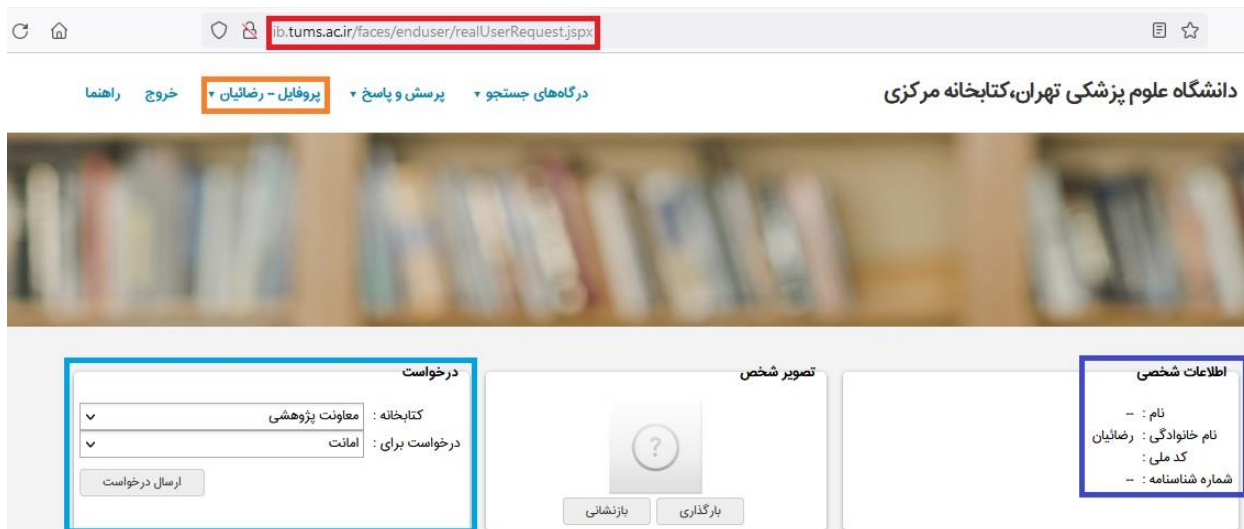 ib.tums.ac.ir/faces/enduser/realUserRequest.jspx
دانشگاه علوم پزشکی تهران،کتابخانه مرکزی
درگاه‌های جستجو ▾ پرسش و پاسخ ▾ پروفایل - رضائیان ▾ خروج راهنما
اطلاعات شخصی
نام : --
نام خانوادگی : رضائیان
کد ملی :
شماره شناسنامه : --
تصویر شخص
?
بارگذاری بازنشانی
درخواست
کتابخانه : معاونت پژوهشی
درخواست برای : امانت
ارسال درخواست